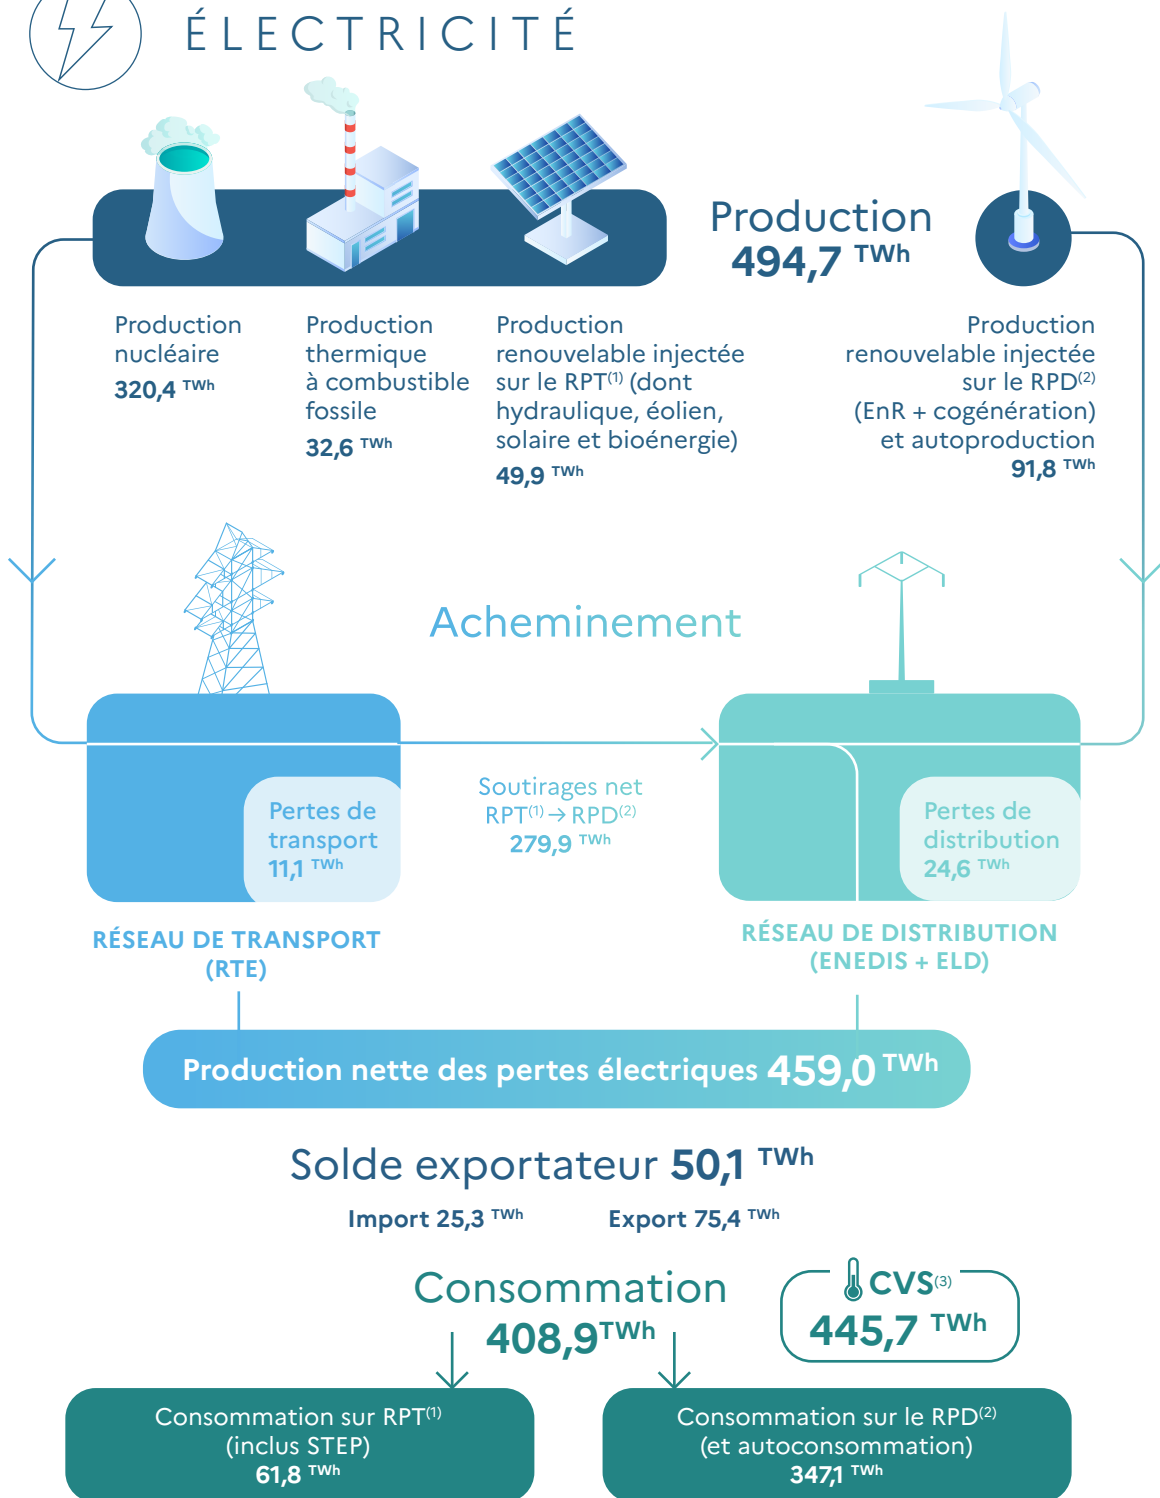 ÉLECTRICITÉ
Production
494,7 TWh
Production
nucléaire
320,4 TWh
Production
thermique
à combustible
fossile
32,6 TWh
Production
renouvelable injectée
sur le RPT(1) (dont
hydraulique, éolien,
solaire et bioénergie)
49,9 TWh
Production
renouvelable injectée
sur le RPD(2)
(EnR + cogénération)
et autoproduction
91,8 TWh
Acheminement
Pertes de
transport
11,1 TWh
Soutirages net
RPT(1) → RPD(2)
279,9 TWh
Pertes de
distribution
24,6 TWh
RÉSEAU DE TRANSPORT
(RTE)
RÉSEAU DE DISTRIBUTION
(ENEDIS + ELD)
Production nette des pertes électriques 459,0 TWh
Solde exportateur 50,1 TWh
Import 25,3 TWh
Export 75,4 TWh
Consommation
408,9 TWh
CVS(3)
445,7 TWh
Consommation sur RPT(1)
(inclus STEP)
61,8 TWh
Consommation sur le RPD(2)
(et autoconsommation)
347,1 TWh